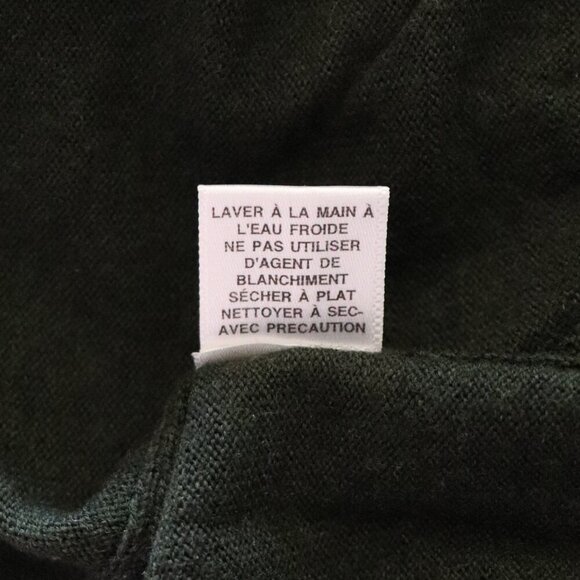 LAVER À LA MAIN À
L'EAU FROIDE
NE PAS UTILISER
D'AGENT DE
BLANCHIMENT
SÉCHER À PLAT
NETTOYER À SEC-
AVEC PRECAUTION